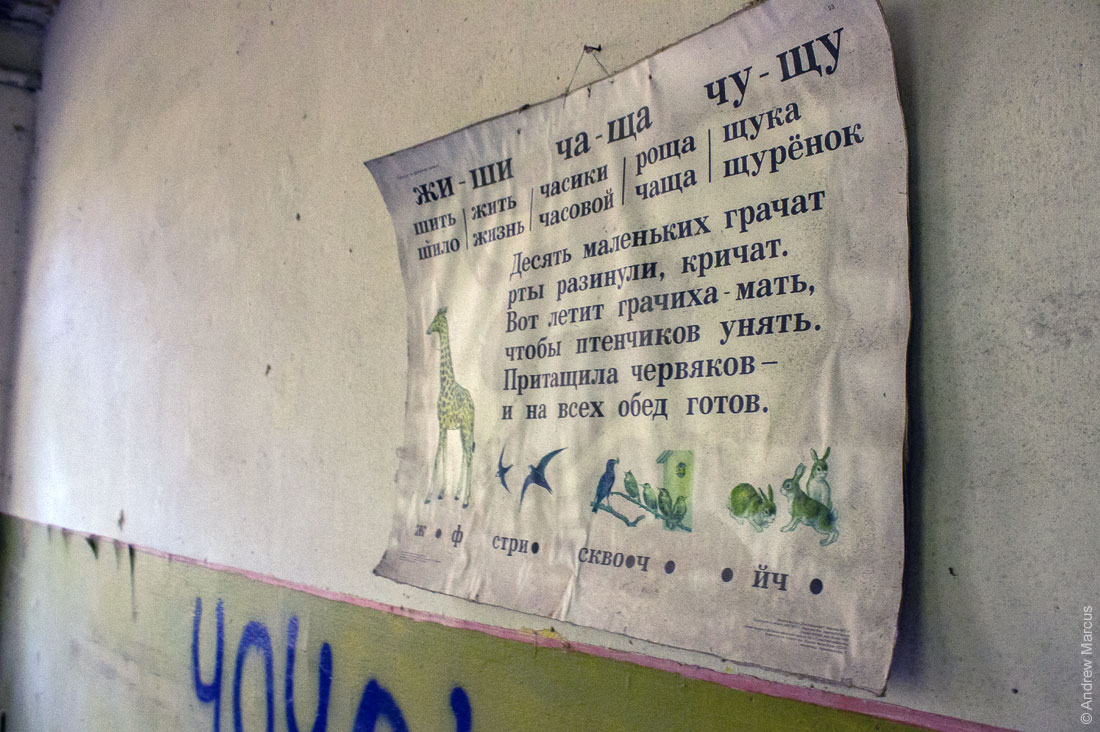 жи-ши ча-ща чу-щу
шить | жить | часики | роща | щука
шило | жизнь | часовой | чаща | щурёнок
Десять маленьких грачат
рты разинули, кричат.
Вот летит грачиха-мать,
чтобы птенчиков унять.
Притащила червяков –
и на всех обед готов.
ж • ф стри• скво•ч • • йч •
© Andrew Marcus